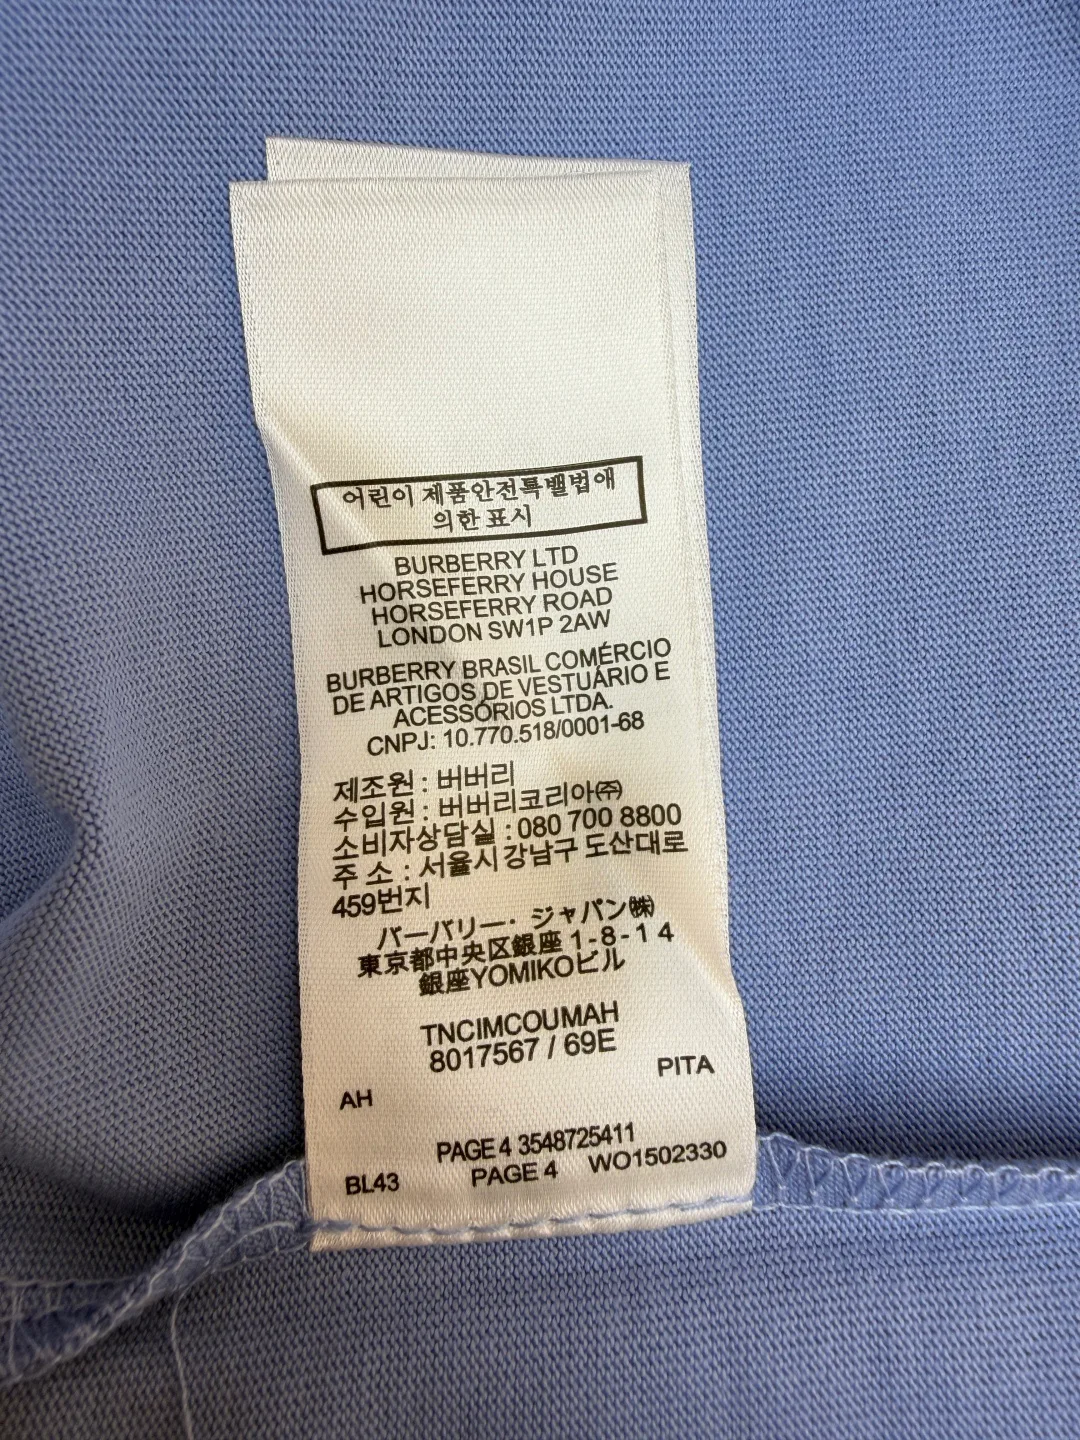 어린이 제품안전특밸법애
의한 표시
BURBERRY LTD
HORSEFERRY HOUSE
HORSEFERRY ROAD
LONDON SW1P 2AW
BURBERRY BRASIL COMÉRCIO
DE ARTIGOS DE VESTUÁRIO E
ACESSÓRIOS LTDA.
CNPJ: 10.770.518/0001-68
제조원 : 버버리
수입원 : 버버리코리아㈜
소비자상담실 : 080 700 8800
주 소 : 서울시 강남구 도산대로
459번지
バーバリー・ジャパン㈱
東京都中央区銀座 1-8-14
銀座YOMIKOビル
TNCIMCOUMAH
8017567 / 69E
PITA
AH
PAGE 4 3548725411
BL43 PAGE 4 WO1502330